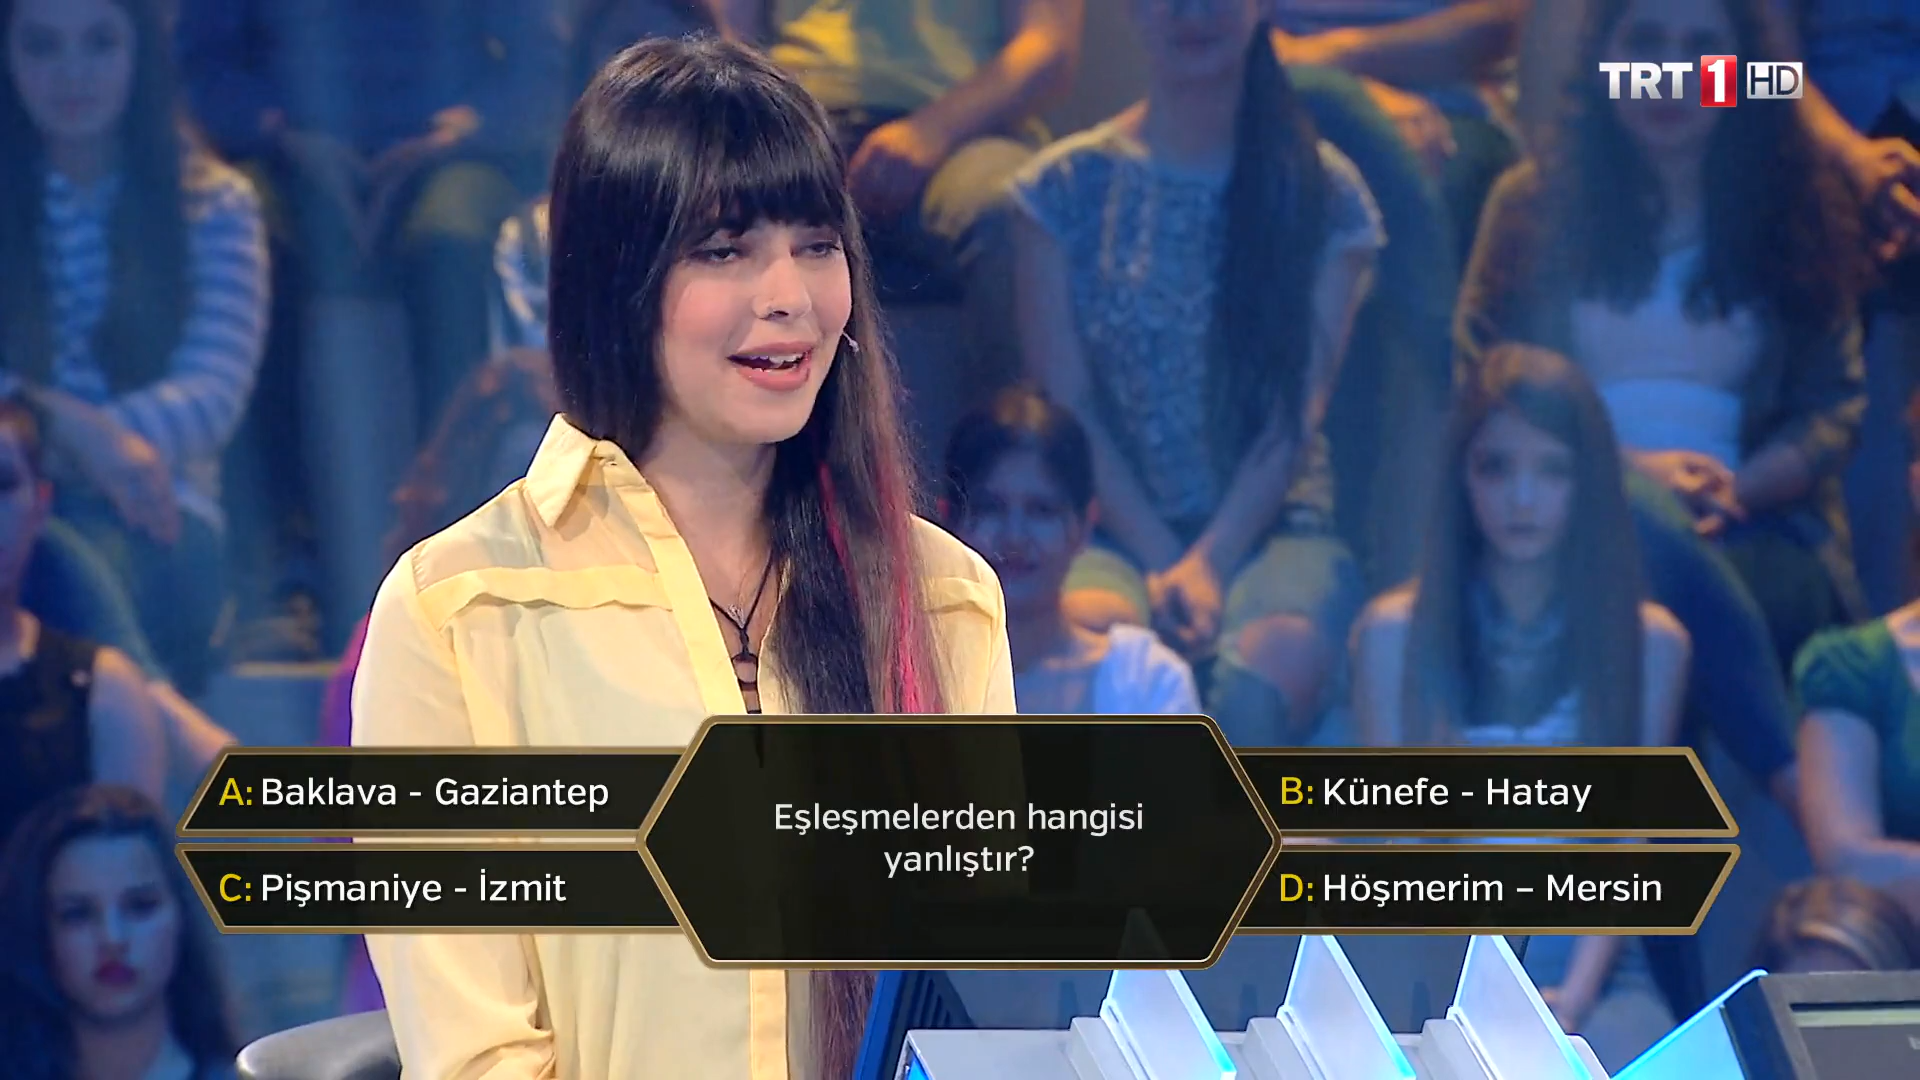 TRT 1 HD
Eşleşmelerden hangisi
yanlıştır?
A: Baklava - Gaziantep
B: Künefe - Hatay
C: Pişmaniye - İzmit
D: Höşmerim – Mersin